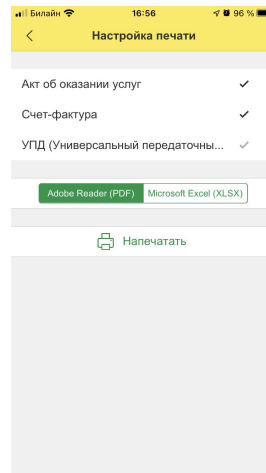 Билайн 16:56 96 %
Настройка печати
Акт об оказании услуг
Счет-фактура
УПД (Универсальный передаточны...
Adobe Reader (PDF) Microsoft Excel (XLSX)
Напечатать